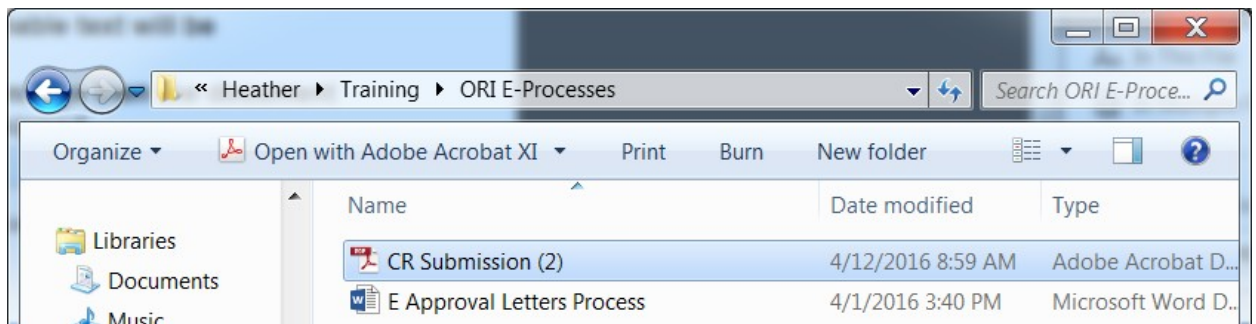 « Heather ▸ Training ▸ ORI E-Processes
Search ORI E-Proce...
Organize ▾ Open with Adobe Acrobat XI ▾ Print Burn New folder
Name Date modified Type
Libraries
Documents
Music
CR Submission (2) 4/12/2016 8:59 AM Adobe Acrobat D...
E Approval Letters Process 4/1/2016 3:40 PM Microsoft Word D...